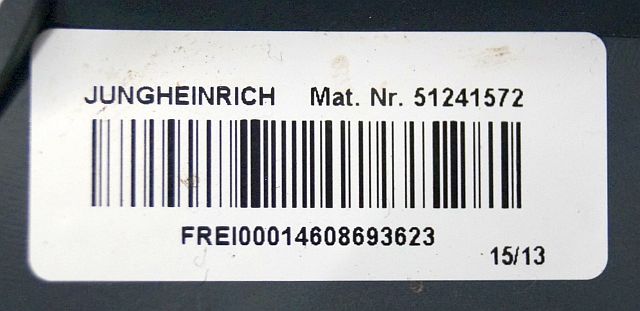 JUNGHEINRICH Mat. Nr. 51241572
FREI00014608693623
15/13